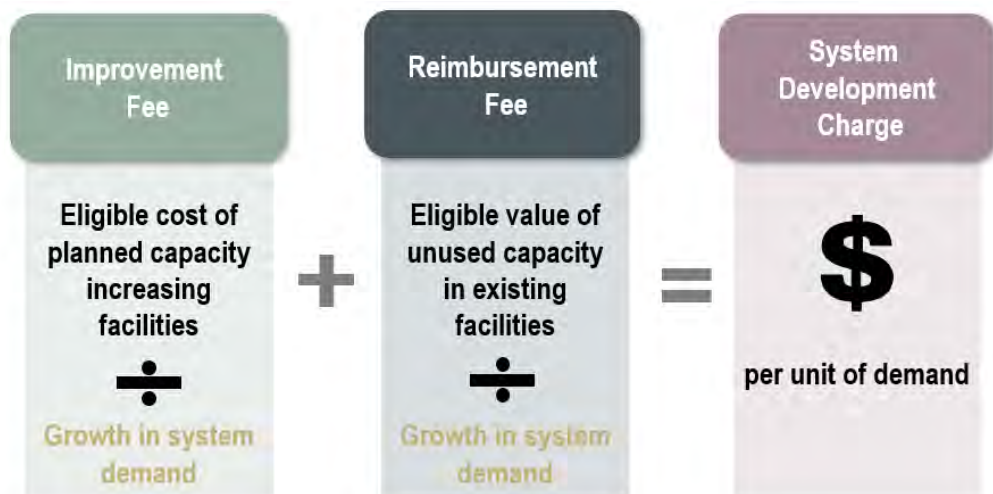 Improvement
Fee
Eligible cost of
planned capacity
increasing
facilities
÷
Growth in system
demand
+
Reimbursement
Fee
Eligible value of
unused capacity
in existing
facilities
÷
Growth in system
demand
=
System
Development
Charge
$
per unit of demand